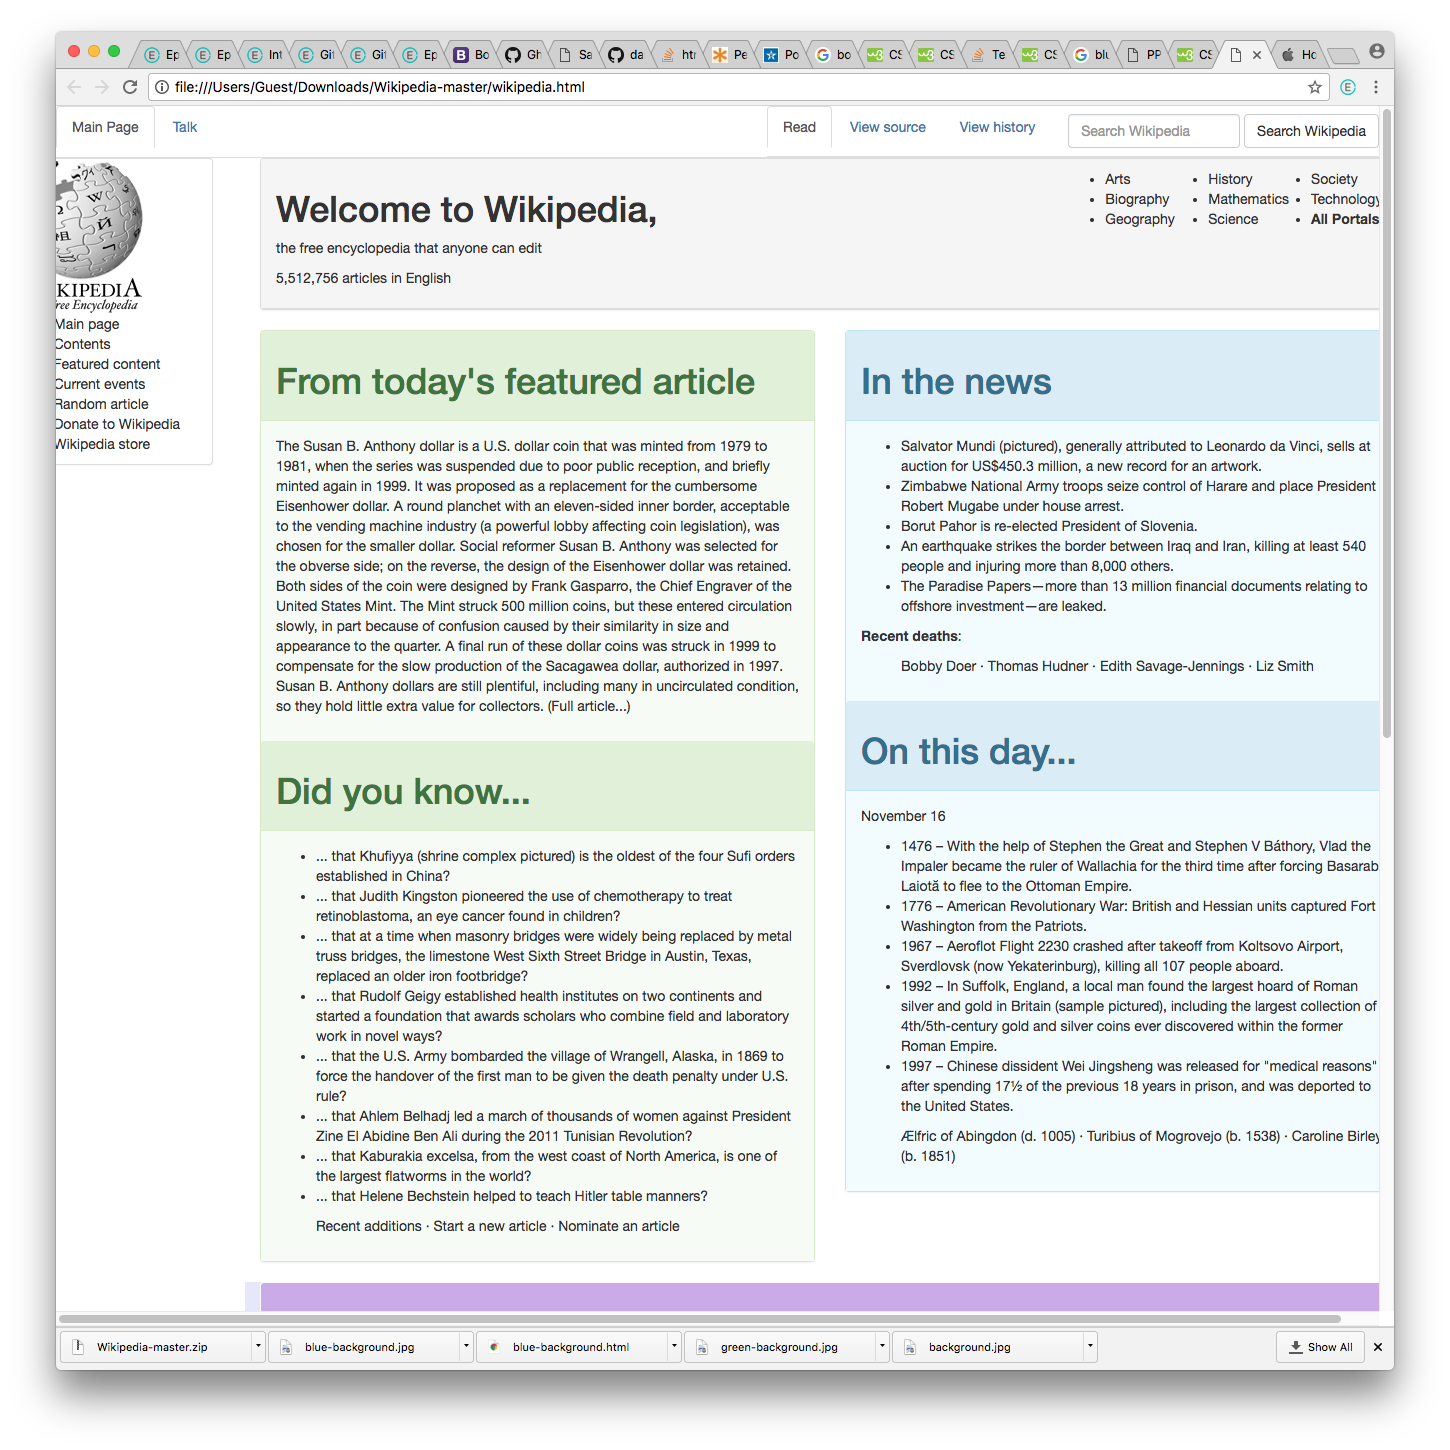 Ep
Ep
Int
Git
Git
Ep
Bo
Gh
Sa
da
htr
Pe
Po
bo
CS
CS
Te
CS
blu
PP
CS
Ho
file:///Users/Guest/Downloads/Wikipedia-master/wikipedia.html
Main Page
Talk
Read
View source
View history
Search Wikipedia
Search Wikipedia
KIPEDIA
ree Encyclopedia
Main page
Contents
Featured content
Current events
Random article
Donate to Wikipedia
Wikipedia store
Welcome to Wikipedia,
the free encyclopedia that anyone can edit
5,512,756 articles in English
• Arts
• Biography
• Geography
• History
• Mathematics
• Science
• Society
• Technology
• All Portals
From today's featured article
The Susan B. Anthony dollar is a U.S. dollar coin that was minted from 1979 to
1981, when the series was suspended due to poor public reception, and briefly
minted again in 1999. It was proposed as a replacement for the cumbersome
Eisenhower dollar. A round planchet with an eleven-sided inner border, acceptable
to the vending machine industry (a powerful lobby affecting coin legislation), was
chosen for the smaller dollar. Social reformer Susan B. Anthony was selected for
the obverse side; on the reverse, the design of the Eisenhower dollar was retained.
Both sides of the coin were designed by Frank Gasparro, the Chief Engraver of the
United States Mint. The Mint struck 500 million coins, but these entered circulation
slowly, in part because of confusion caused by their similarity in size and
appearance to the quarter. A final run of these dollar coins was struck in 1999 to
compensate for the slow production of the Sacagawea dollar, authorized in 1997.
Susan B. Anthony dollars are still plentiful, including many in uncirculated condition,
so they hold little extra value for collectors. (Full article...)
Did you know...
• ... that Khufiyya (shrine complex pictured) is the oldest of the four Sufi orders
established in China?
• ... that Judith Kingston pioneered the use of chemotherapy to treat
retinoblastoma, an eye cancer found in children?
• ... that at a time when masonry bridges were widely being replaced by metal
truss bridges, the limestone West Sixth Street Bridge in Austin, Texas,
replaced an older iron footbridge?
• ... that Rudolf Geigy established health institutes on two continents and
started a foundation that awards scholars who combine field and laboratory
work in novel ways?
• ... that the U.S. Army bombarded the village of Wrangell, Alaska, in 1869 to
force the handover of the first man to be given the death penalty under U.S.
rule?
• ... that Ahlem Belhadj led a march of thousands of women against President
Zine El Abidine Ben Ali during the 2011 Tunisian Revolution?
• ... that Kaburakia excelsa, from the west coast of North America, is one of
the largest flatworms in the world?
• ... that Helene Bechstein helped to teach Hitler table manners?
Recent additions · Start a new article · Nominate an article
In the news
• Salvator Mundi (pictured), generally attributed to Leonardo da Vinci, sells at
auction for US$450.3 million, a new record for an artwork.
• Zimbabwe National Army troops seize control of Harare and place President
Robert Mugabe under house arrest.
• Borut Pahor is re-elected President of Slovenia.
• An earthquake strikes the border between Iraq and Iran, killing at least 540
people and injuring more than 8,000 others.
• The Paradise Papers—more than 13 million financial documents relating to
offshore investment—are leaked.
Recent deaths:
Bobby Doer · Thomas Hudner · Edith Savage-Jennings · Liz Smith
On this day...
November 16
• 1476 – With the help of Stephen the Great and Stephen V Báthory, Vlad the
Impaler became the ruler of Wallachia for the third time after forcing Basarab
Laiotă to flee to the Ottoman Empire.
• 1776 – American Revolutionary War: British and Hessian units captured Fort
Washington from the Patriots.
• 1967 – Aeroflot Flight 2230 crashed after takeoff from Koltsovo Airport,
Sverdlovsk (now Yekaterinburg), killing all 107 people aboard.
• 1992 – In Suffolk, England, a local man found the largest hoard of Roman
silver and gold in Britain (sample pictured), including the largest collection of
4th/5th-century gold and silver coins ever discovered within the former
Roman Empire.
• 1997 – Chinese dissident Wei Jingsheng was released for "medical reasons"
after spending 17½ of the previous 18 years in prison, and was deported to
the United States.
Ælfric of Abingdon (d. 1005) · Turibius of Mogrovejo (b. 1538) · Caroline Birley
(b. 1851)
Wikipedia-master.zip
blue-background.jpg
blue-background.html
green-background.jpg
background.jpg
Show All